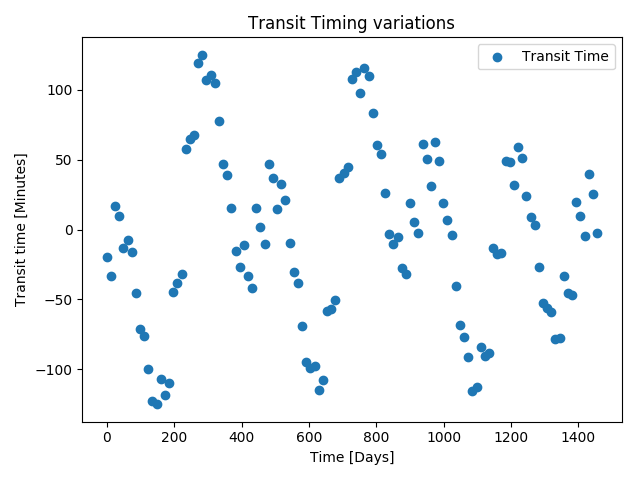 Transit Timing variations
Transit Time
Transit time [Minutes]
100
50
0
−50
−100
0 200 400 600 800 1000 1200 1400
Time [Days]